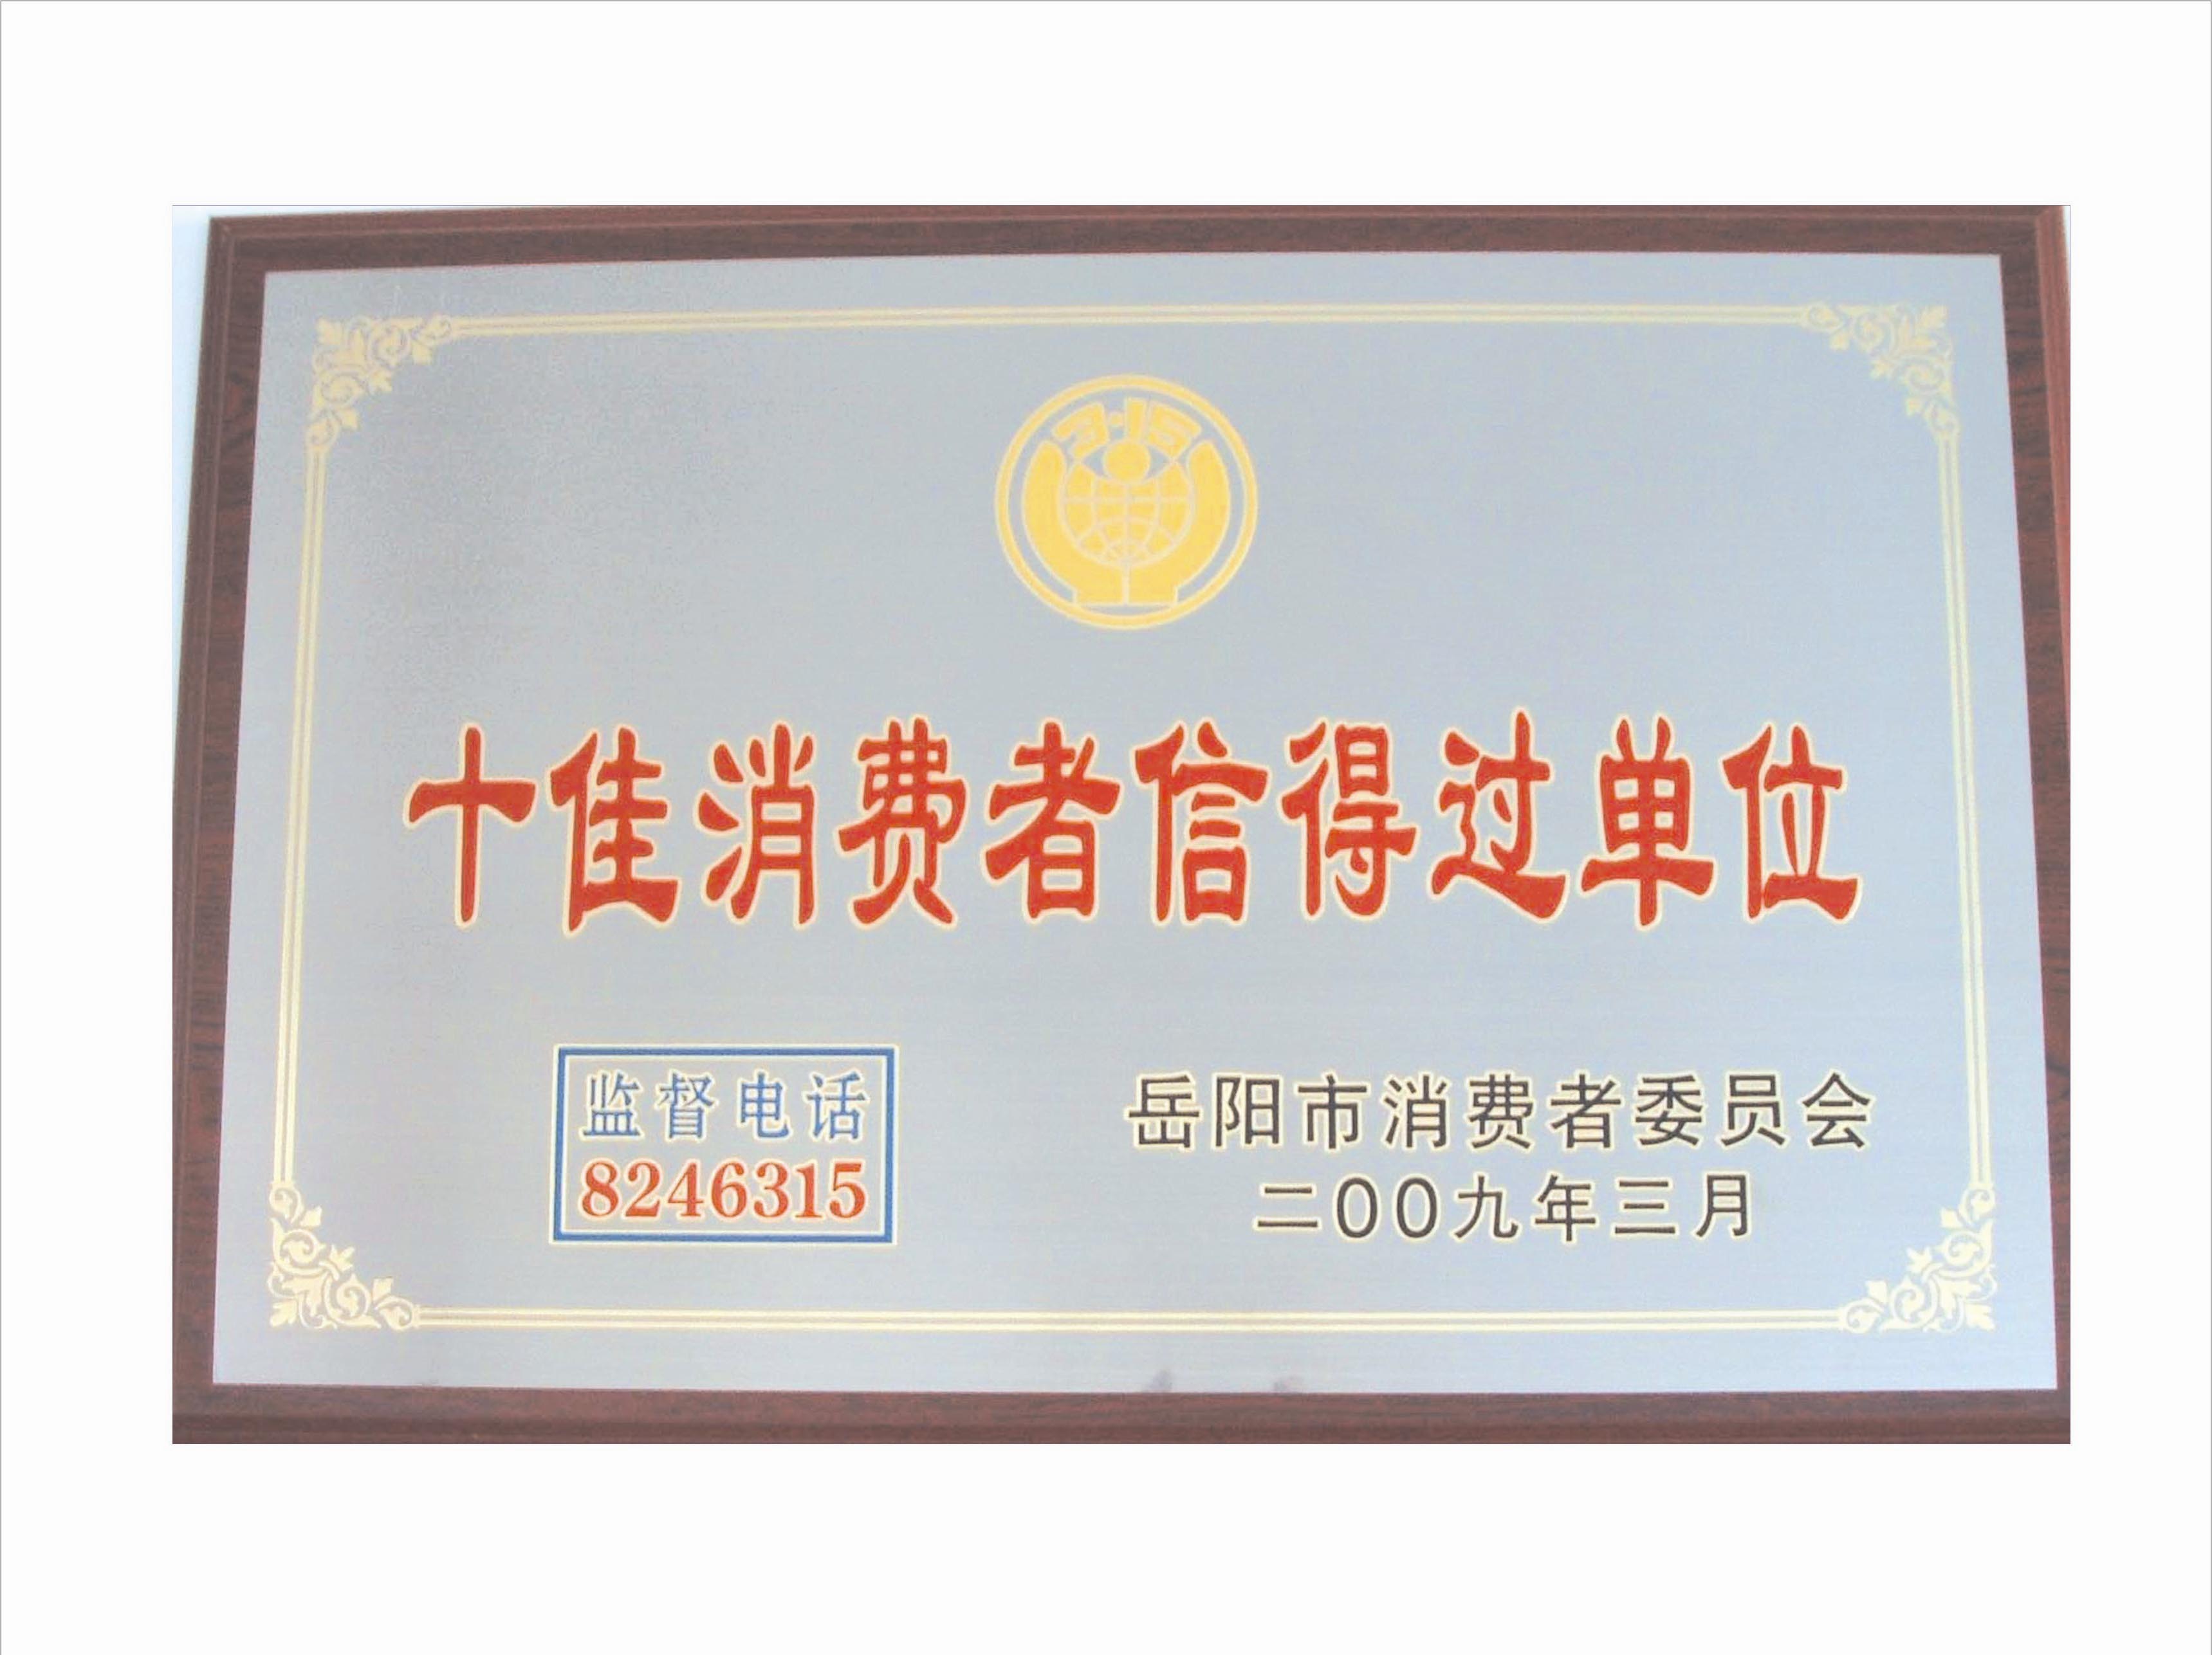 3·15
十佳消费者信得过单位
监督电话
8246315
岳阳市消费者委员会
二00九年三月